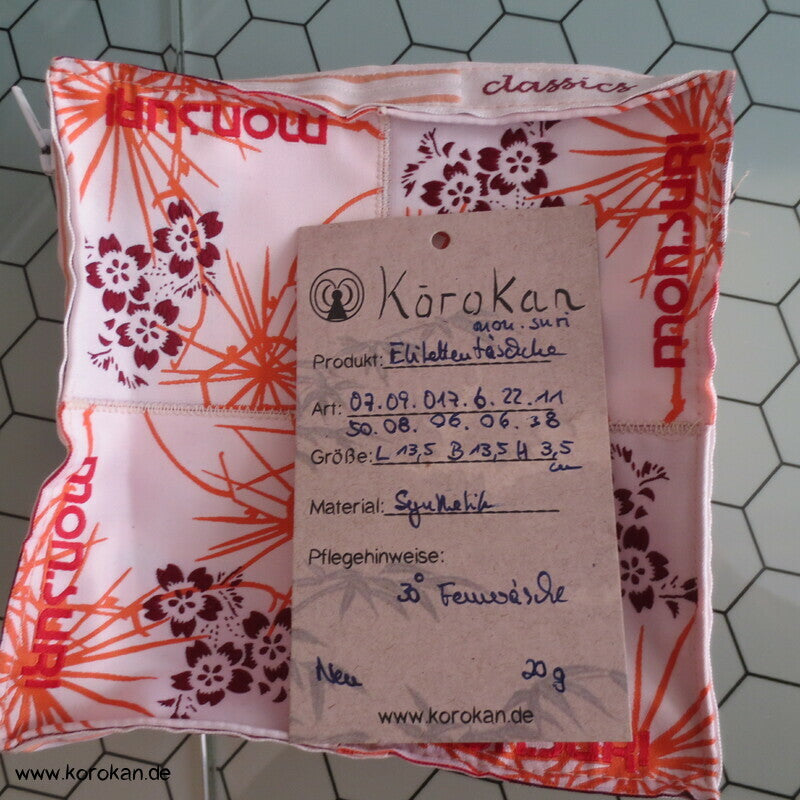 classics
mon.suri
mon.suri
Kōrokan
mon.suri
Produkt: Etikettentäschche
Art: 07.09.017.6.22.11
50.08.06.06.38
Größe: L 13,5 B 13,5 H 3,5
cm
Material: Synthetik
Pflegehinweise:
30° Feinwäsche
mon.suri
Neu 20 g
www.korokan.de
www.korokan.de